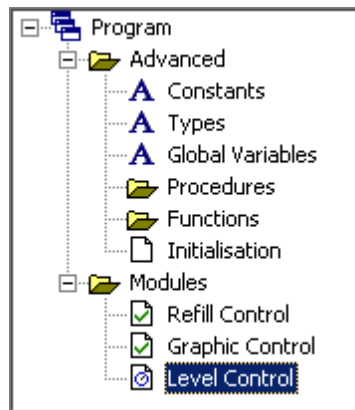 Program
Advanced
Constants
Types
Global Variables
Procedures
Functions
Initialisation
Modules
Refill Control
Graphic Control
Level Control